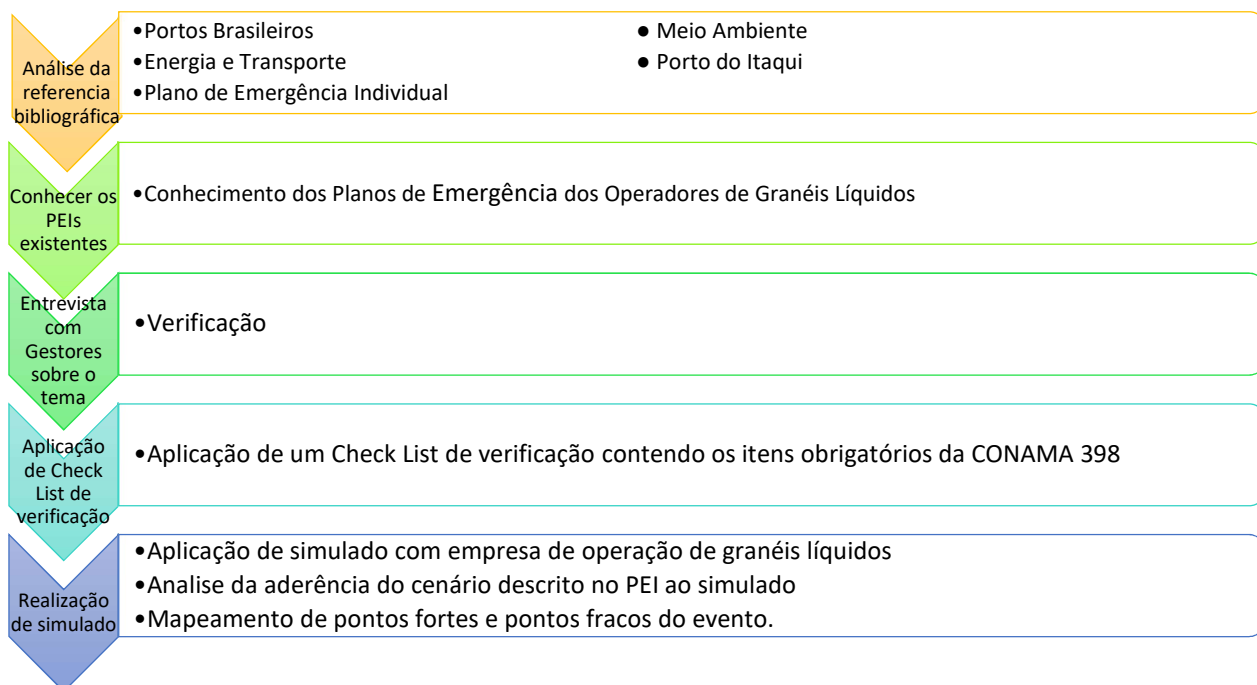 Análise da
referencia
bibliográfica
•Portos Brasileiros
● Meio Ambiente
•Energia e Transporte
● Porto do Itaqui
•Plano de Emergência Individual
Conhecer os
PEIs
existentes
•Conhecimento dos Planos de Emergência dos Operadores de Granéis Líquidos
Entrevista
com
Gestores
sobre o
tema
•Verificação
Aplicação
de Check
List de
verificação
•Aplicação de um Check List de verificação contendo os itens obrigatórios da CONAMA 398
Realização
de simulado
•Aplicação de simulado com empresa de operação de granéis líquidos
•Analise da aderência do cenário descrito no PEI ao simulado
•Mapeamento de pontos fortes e pontos fracos do evento.